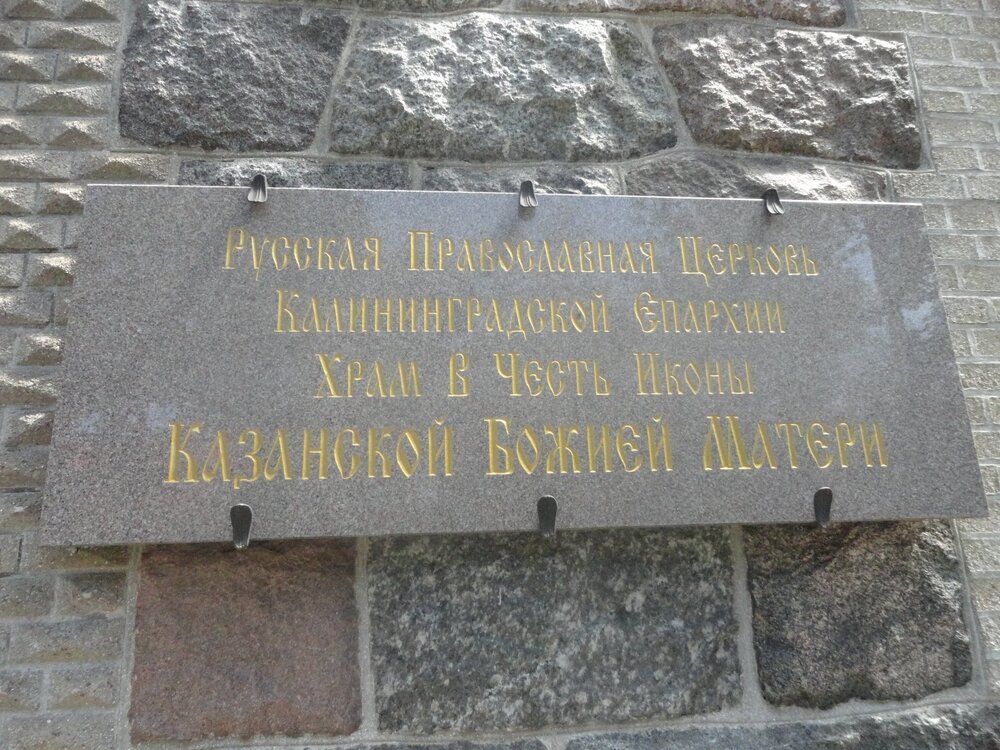 Русская Православная Церковь
Калининградской Епархии
Храм в Честь Иконы
Казанской Божией Матери